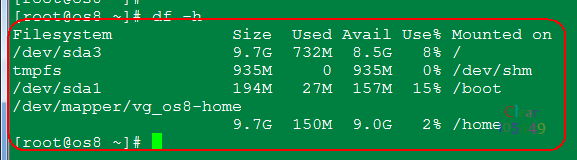 [root@os8 ~]# df -h
Filesystem Size Used Avail Use% Mounted on
/dev/sda3 9.7G 732M 8.5G 8% /
tmpfs 935M 0 935M 0% /dev/shm
/dev/sda1 194M 27M 157M 15% /boot
/dev/mapper/vg_os8-home
9.7G 150M 9.0G 2% /home
[root@os8 ~]#